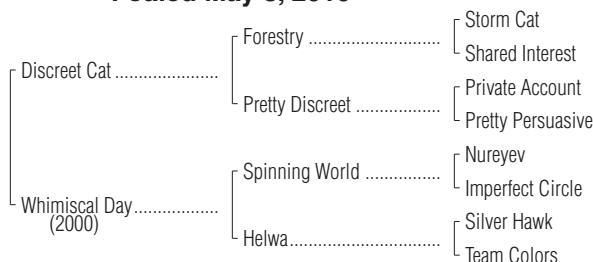 Storm Cat
Forestry
Shared Interest
Discreet Cat
Private Account
Pretty Discreet
Pretty Persuasive
Nureyev
Spinning World
Imperfect Circle
Whimiscal Day
(2000)
Silver Hawk
Helwa
Team Colors